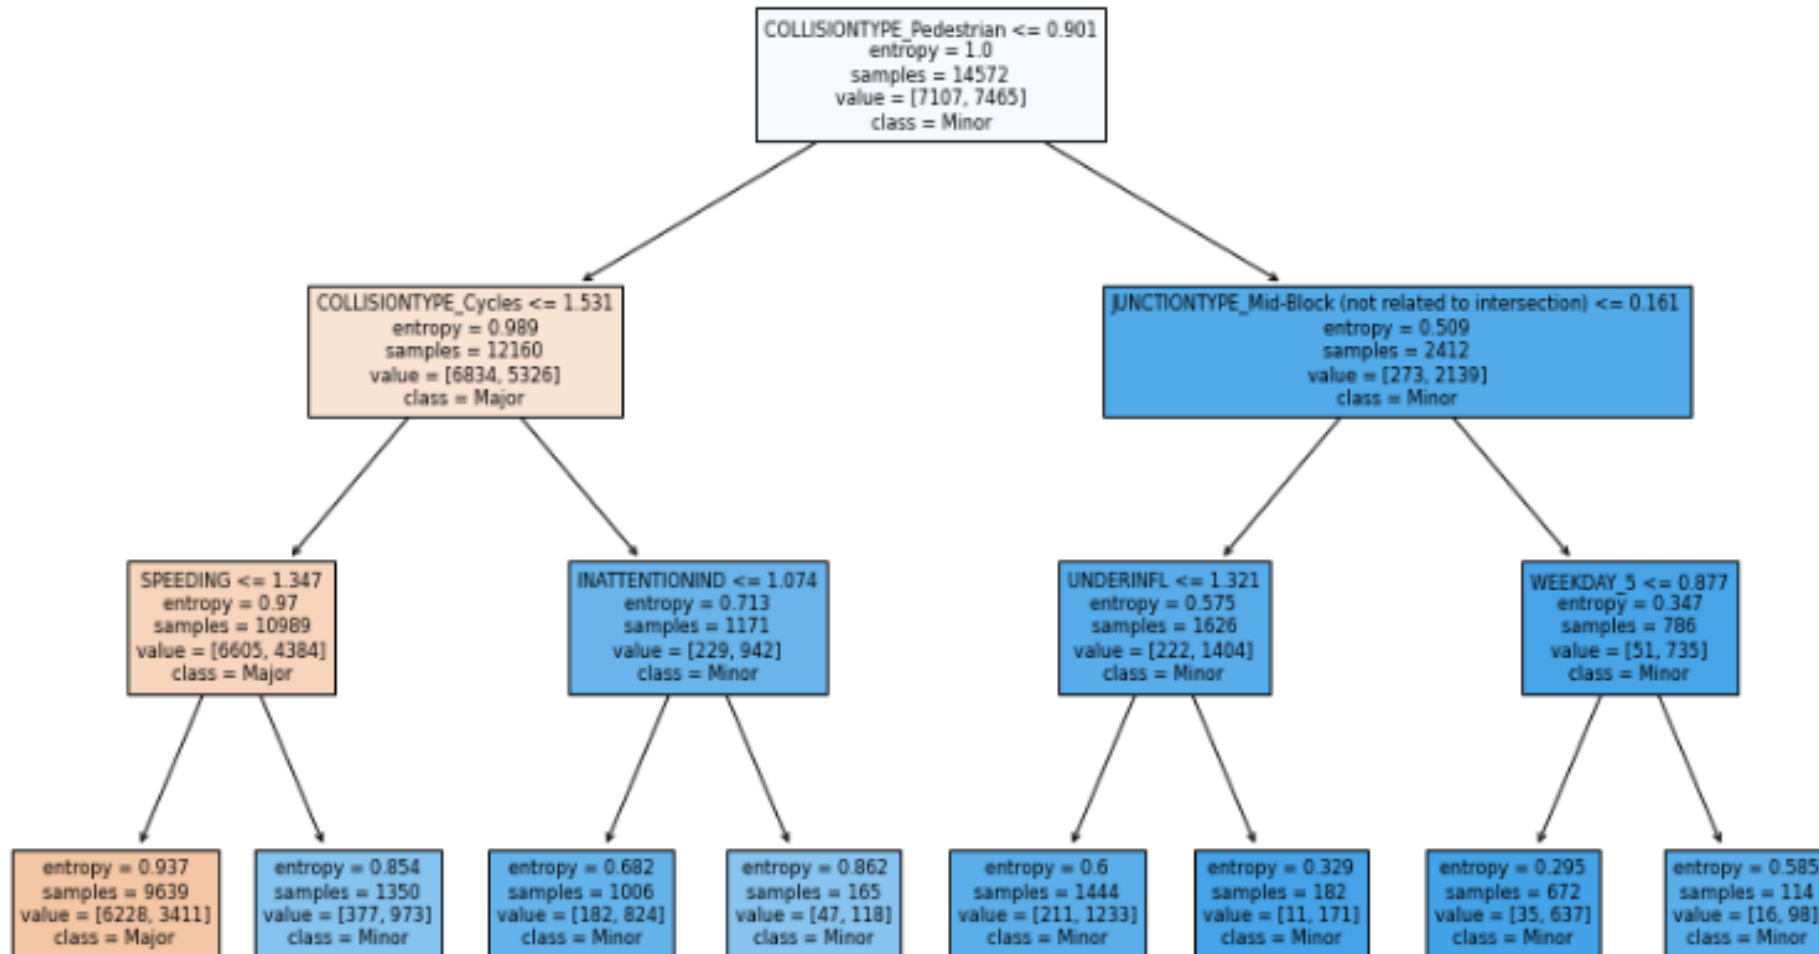 COLLISIONTYPE_Pedestrian <= 0.901
entropy = 1.0
samples = 14572
value = [7107, 7465]
class = Minor
COLLISIONTYPE_Cycles <= 1.531
entropy = 0.989
samples = 12160
value = [6834, 5326]
class = Major
JUNCTIONTYPE_Mid-Block (not related to intersection) <= 0.161
entropy = 0.509
samples = 2412
value = [273, 2139]
class = Minor
SPEEDING <= 1.347
entropy = 0.97
samples = 10989
value = [6605, 4384]
class = Major
INATTENTIONIND <= 1.074
entropy = 0.713
samples = 1171
value = [229, 942]
class = Minor
UNDERINFL <= 1.321
entropy = 0.575
samples = 1626
value = [222, 1404]
class = Minor
WEEKDAY_5 <= 0.877
entropy = 0.347
samples = 786
value = [51, 735]
class = Minor
entropy = 0.937
samples = 9639
value = [6228, 3411]
class = Major
entropy = 0.854
samples = 1350
value = [377, 973]
class = Minor
entropy = 0.682
samples = 1006
value = [182, 824]
class = Minor
entropy = 0.862
samples = 165
value = [47, 118]
class = Minor
entropy = 0.6
samples = 1444
value = [211, 1233]
class = Minor
entropy = 0.329
samples = 182
value = [11, 171]
class = Minor
entropy = 0.295
samples = 672
value = [35, 637]
class = Minor
entropy = 0.585
samples = 114
value = [16, 98]
class = Minor